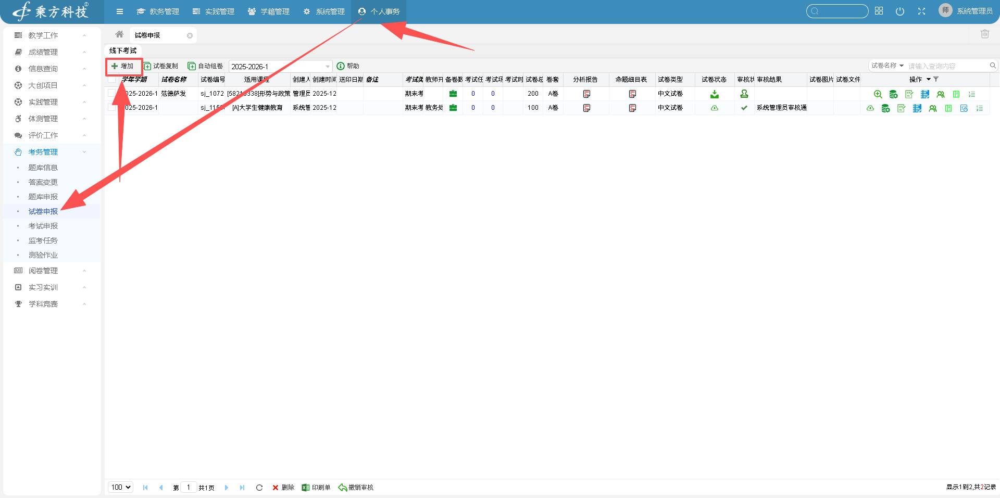 乘方科技
教务管理 实践管理 学籍管理 系统管理 个人事务
师 系统管理员
教学工作
成绩管理
信息查询
大创项目
实践管理
体测管理
评价工作
考务管理
题库信息
答案变更
题库申报
试卷申报
考试申报
监考任务
测验作业
阅卷管理
实习实训
学科竞赛
试卷申报
线下考试
增加 试卷复制 自动组卷 2025-2026-1 帮助 试卷名称 请输入查询内容
学年学期 试卷名称 试卷编号 适用课程 创建人 创建时间 送印日期 备注 考试类 教师开 备卷数 考试任 考试场 考试时 试卷总 卷套 分析报告 命题细目表 试卷类型 试卷状态 审核状 审核结果 试卷图片 试卷文件 操作
025-2026-1 范德萨发 sj_1072 [582 338]形势与政策 管理员 2025-12 期末考 0 0 200 A卷 中文试卷
025-2026-1 sj_115 [A]大学生健康教育 系统管 2025-12 期末考 教务处 0 0 100 A卷 中文试卷 系统管理员审核通
100 第 1 共1页 删除 印刷单 撤销审核 显示1到2,共2记录